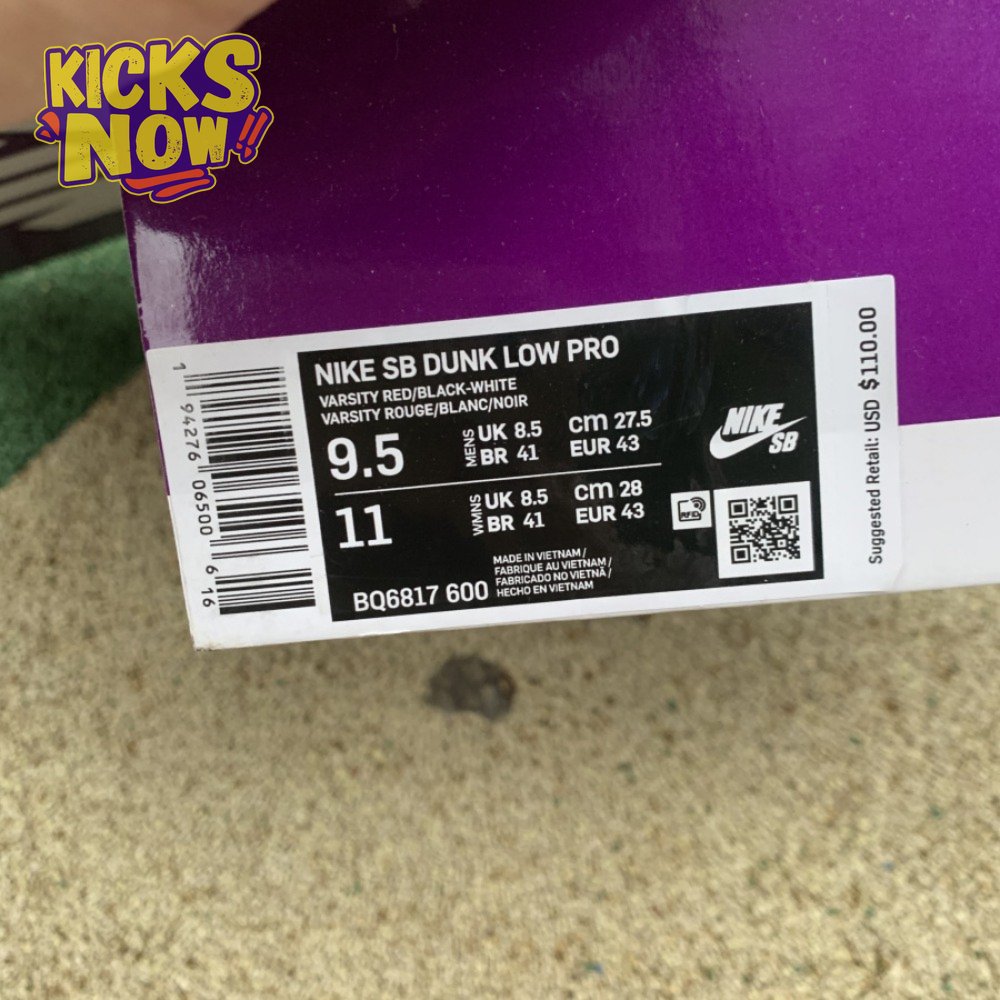 KICKS
NOW!!
NIKE SB DUNK LOW PRO
VARSITY RED/BLACK-WHITE
VARSITY ROUGE/BLANC/NOIR
9.5
MENS
UK 8.5
BR 41
cm 27.5
EUR 43
11
WMNS
UK 8.5
BR 41
cm 28
EUR 43
NIKE
SB
RFID
BQ6817 600
MADE IN VIETNAM/
FABRIQUE AU VIETNAM/
FABRICADO NO VIETNÃ/
HECHO EN VIETNAM
1 94276 06500 6 16
Suggested Retail: USD $110.00